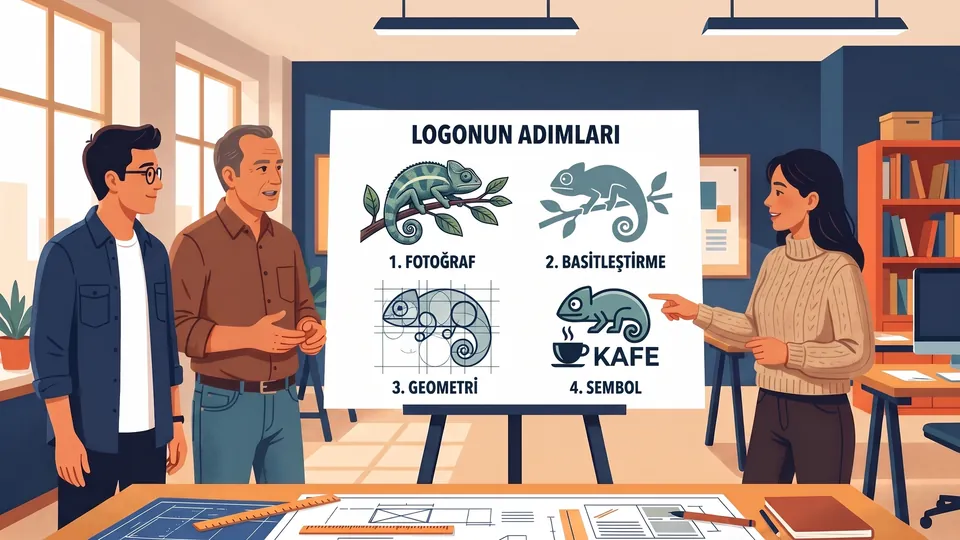 LOGONUN ADIMLARI
1. FOTOĞRAF
2. BASİTLEŞTİRME
3. GEOMETRİ
KAFE
4. SEMBOL